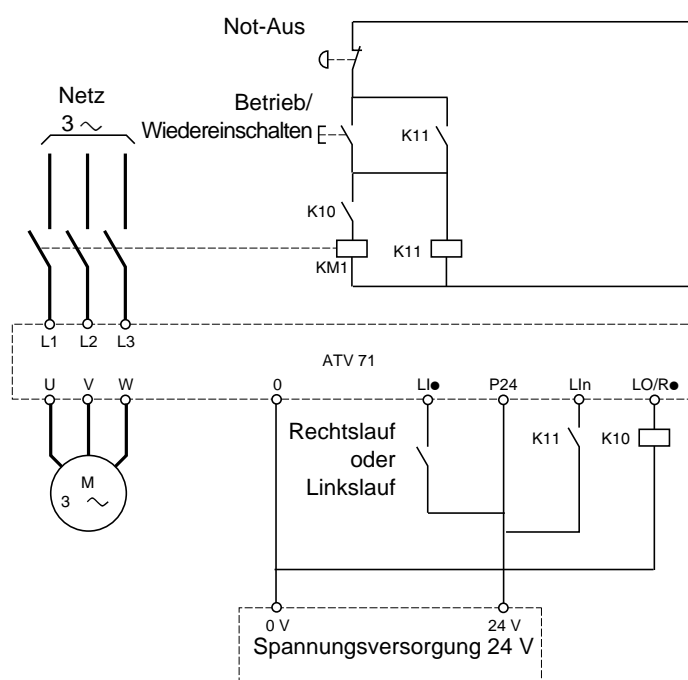 Not-Aus
Netz
3 ~
Betrieb/
Wiedereinschalten
K11
K10
KM1
K11
L1 L2 L3
ATV 71
U V W 0 LI● P24 LIn LO/R●
Rechtslauf
oder
Linkslauf
K11
K10
M
3 ~
0 V
24 V
Spannungsversorgung 24 V